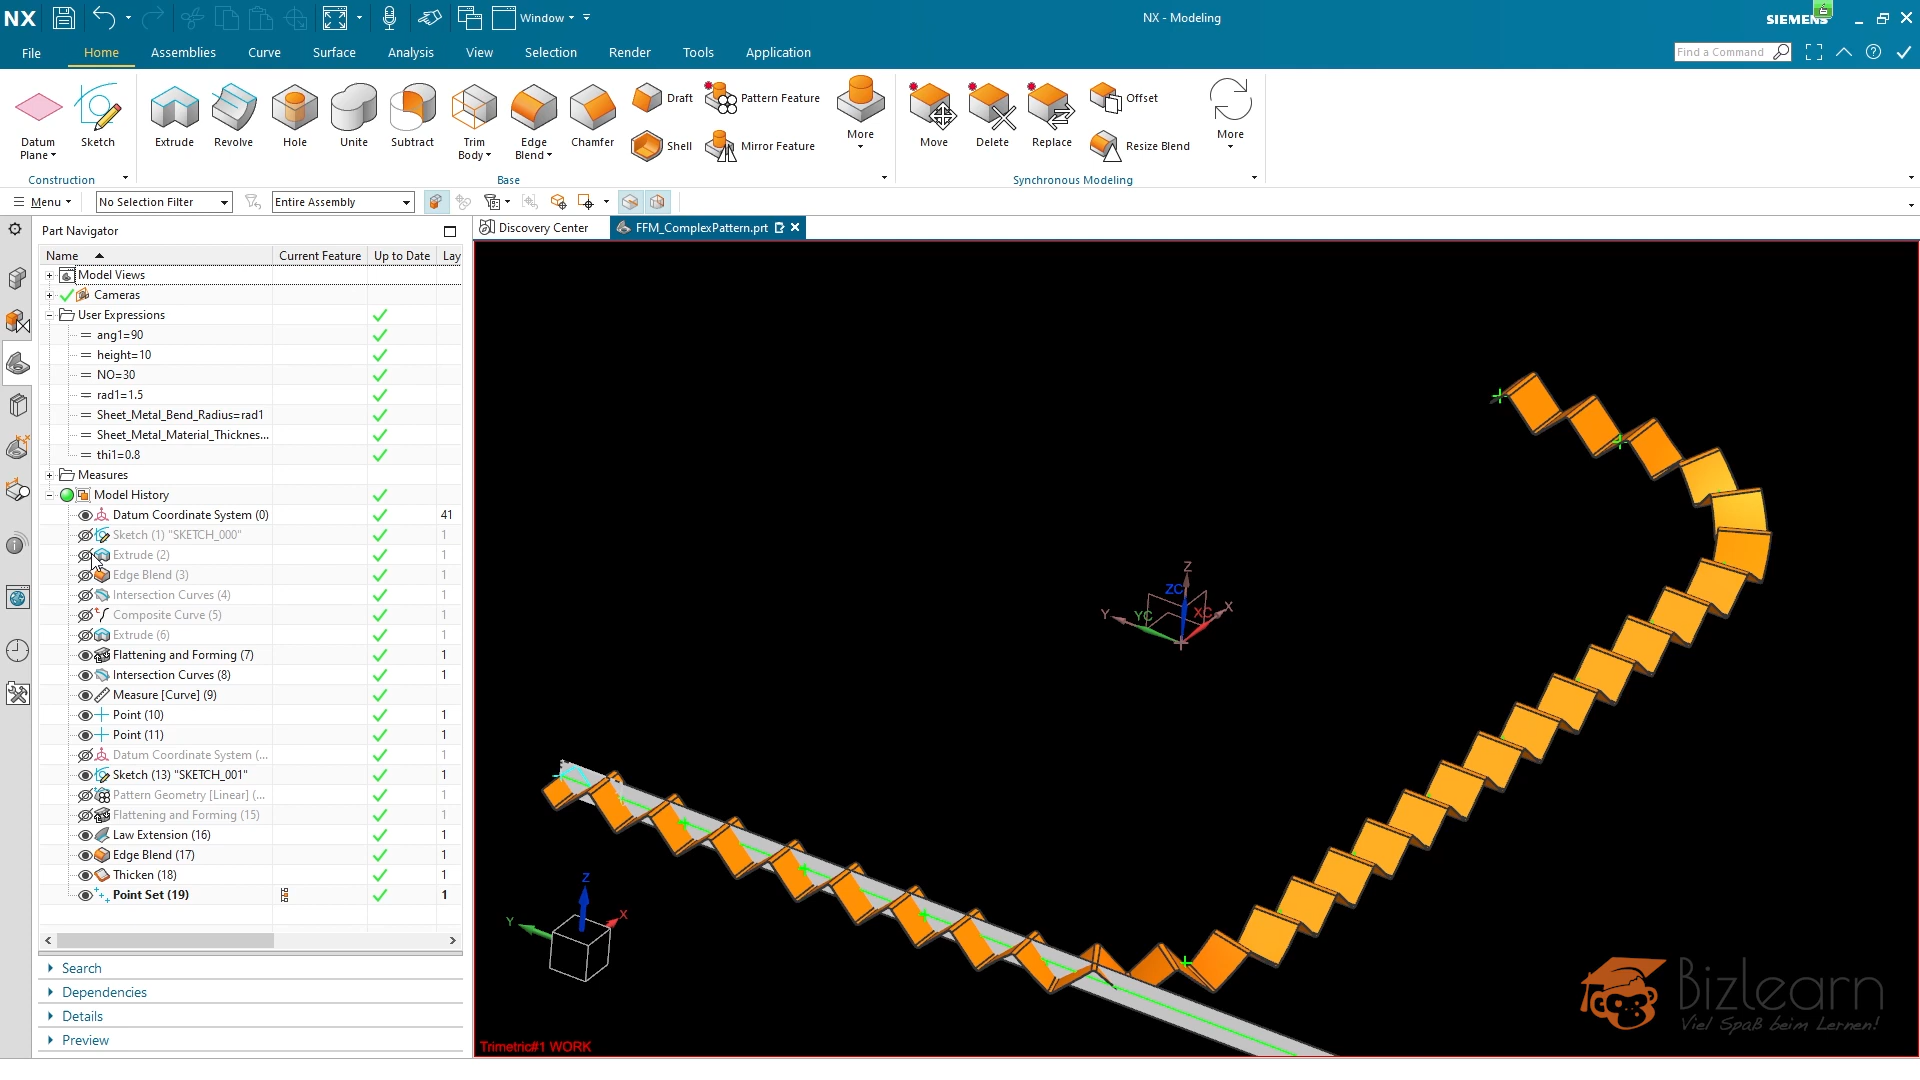 NX
Window
NX - Modeling
SIEMENS
File
Home
Assemblies
Curve
Surface
Analysis
View
Selection
Render
Tools
Application
Find a Command
Datum Plane
Sketch
Extrude
Revolve
Hole
Unite
Subtract
Trim Body
Edge Blend
Chamfer
Draft
Shell
Pattern Feature
Mirror Feature
More
Move
Delete
Replace
Offset
Resize Blend
More
Construction
Base
Synchronous Modeling
Menu
No Selection Filter
Entire Assembly
Part Navigator
Discovery Center
FFM_ComplexPattern.prt
Name Current Feature Up to Date Lay
Model Views
Cameras
User Expressions
ang1=90
height=10
NO=30
rad1=1.5
Sheet_Metal_Bend_Radius=rad1
Sheet_Metal_Material_Thicknes...
thi1=0.8
Measures
Model History
Datum Coordinate System (0) 41
Sketch (1) "SKETCH_000" 1
Extrude (2) 1
Edge Blend (3) 1
Intersection Curves (4) 1
Composite Curve (5) 1
Extrude (6) 1
Flattening and Forming (7) 1
Intersection Curves (8) 1
Measure [Curve] (9)
Point (10) 1
Point (11) 1
Datum Coordinate System (... 1
Sketch (13) "SKETCH_001" 1
Pattern Geometry [Linear] (... 1
Flattening and Forming (15) 1
Law Extension (16) 1
Edge Blend (17) 1
Thicken (18) 1
Point Set (19) 1
Search
Dependencies
Details
Preview
Z
ZC
Y
YC
XC
X
Z
Y
X
Trimetric#1 WORK
Bizlearn
Viel Spaß beim Lernen!